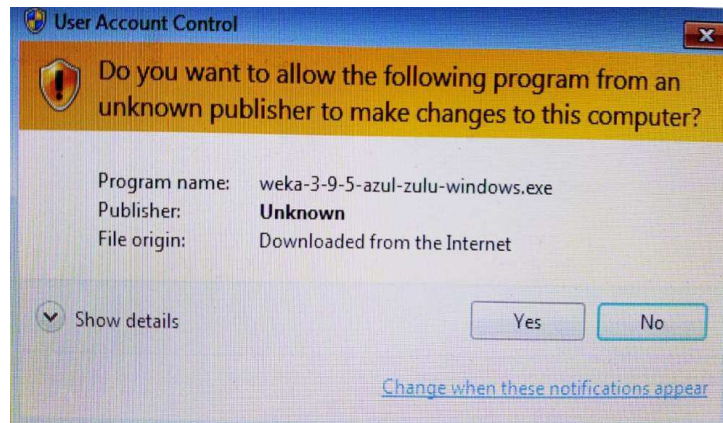 User Account Control
Do you want to allow the following program from an
unknown publisher to make changes to this computer?
Program name: weka-3-9-5-azul-zulu-windows.exe
Publisher: Unknown
File origin: Downloaded from the Internet
Show details
Yes No
Change when these notifications appear